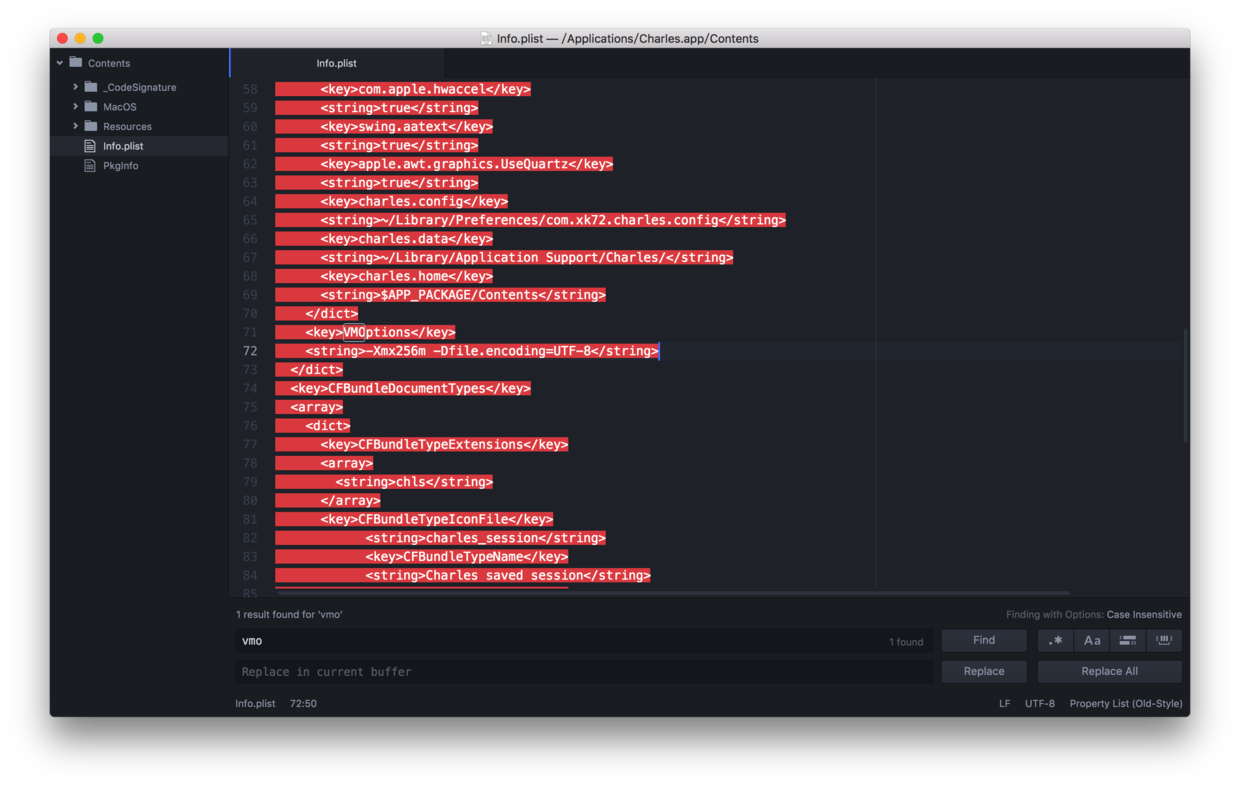 Info.plist — /Applications/Charles.app/Contents
Contents
_CodeSignature
MacOS
Resources
Info.plist
PkgInfo
Info.plist
58 <key>com.apple.hwaccel</key>
59 <string>true</string>
60 <key>swing.aatext</key>
61 <string>true</string>
62 <key>apple.awt.graphics.UseQuartz</key>
63 <string>true</string>
64 <key>charles.config</key>
65 <string>~/Library/Preferences/com.xk72.charles.config</string>
66 <key>charles.data</key>
67 <string>~/Library/Application Support/Charles/</string>
68 <key>charles.home</key>
69 <string>$APP_PACKAGE/Contents</string>
70 </dict>
71 <key>VMOptions</key>
72 <string>-Xmx256m -Dfile.encoding=UTF-8</string>
73 </dict>
74 <key>CFBundleDocumentTypes</key>
75 <array>
76 <dict>
77 <key>CFBundleTypeExtensions</key>
78 <array>
79 <string>chls</string>
80 </array>
81 <key>CFBundleTypeIconFile</key>
82 <string>charles_session</string>
83 <key>CFBundleTypeName</key>
84 <string>Charles saved session</string>
85
1 result found for 'vmo'
Finding with Options: Case Insensitive
vmo
1 found
Find
.*
Aa
Replace in current buffer
Replace
Replace All
Info.plist 72:50
LF UTF-8 Property List (Old-Style)